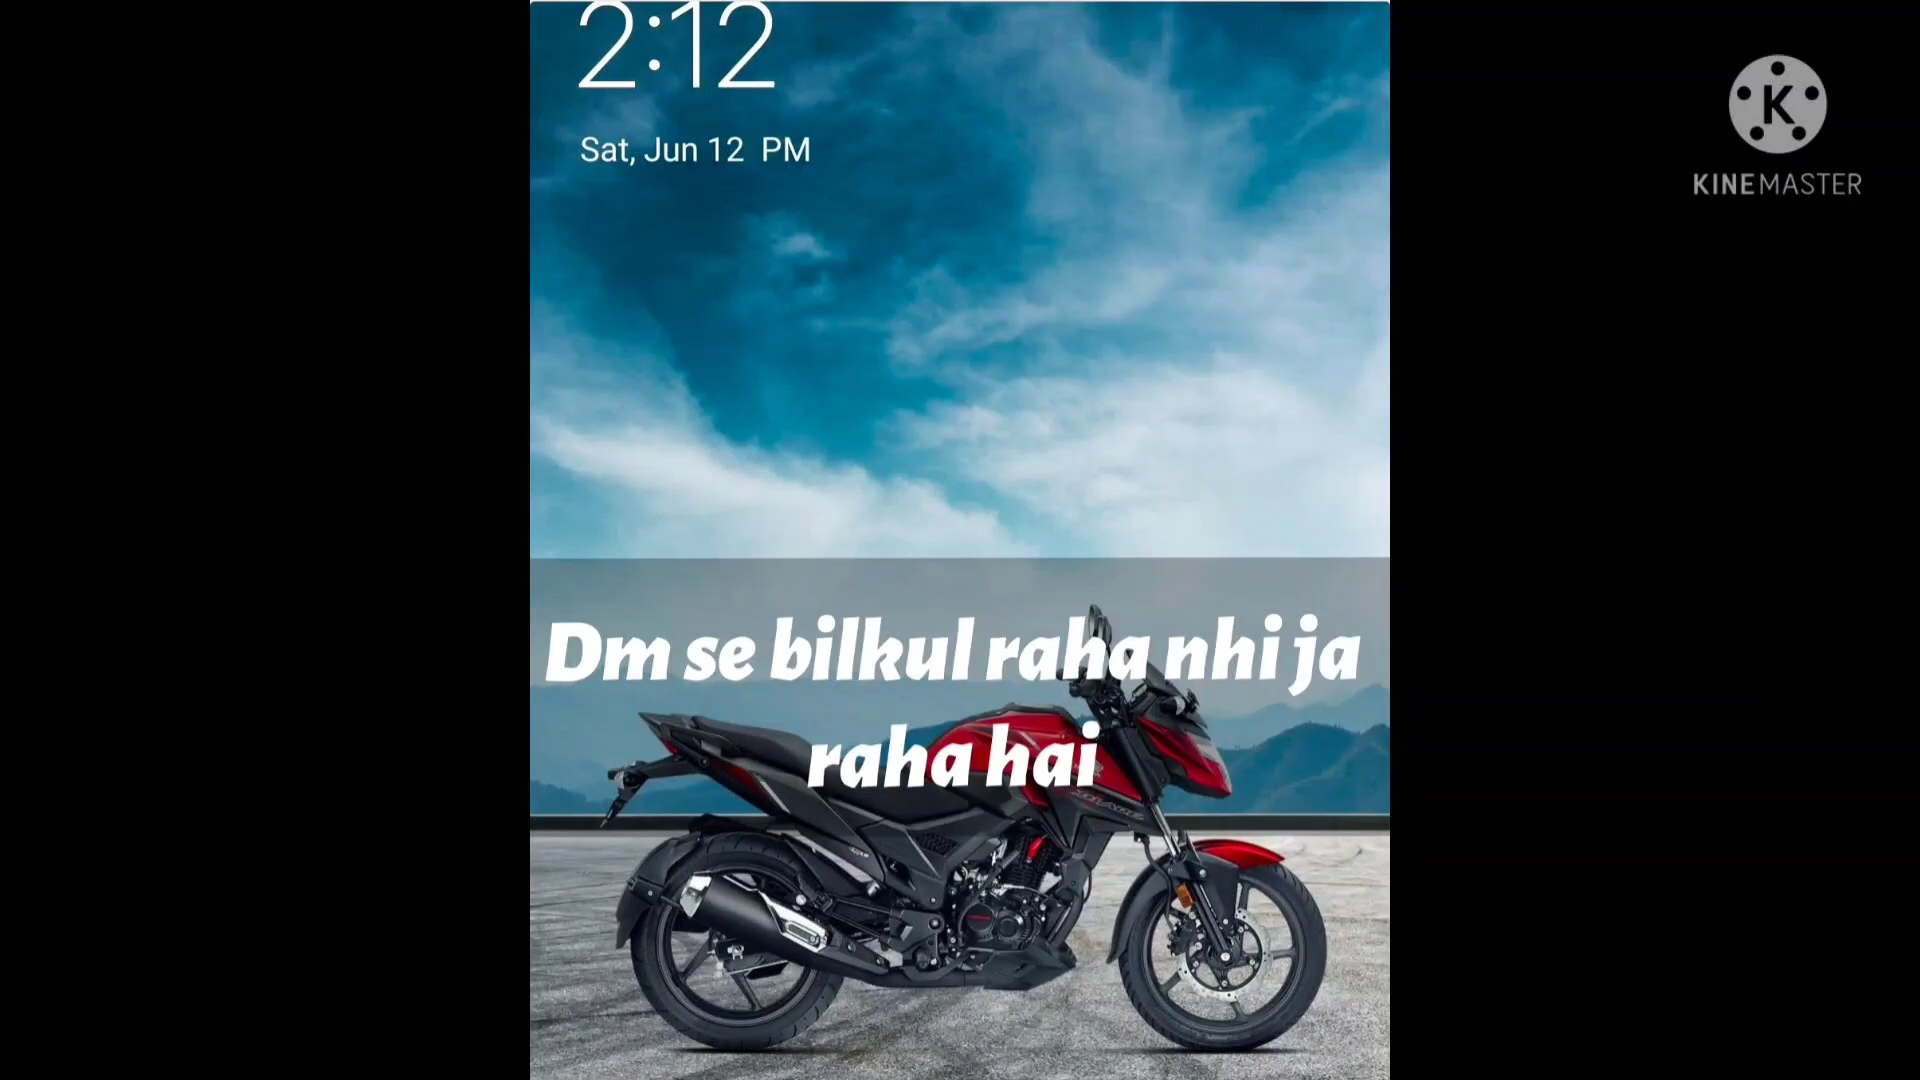 2:12
Sat, Jun 12 PM
KINEMASTER
Dm se bilkul raha nhi ja
raha hai